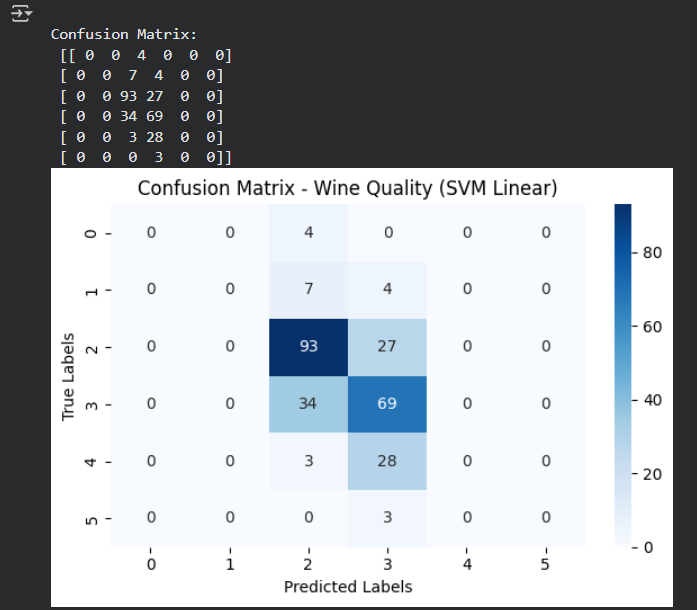 Confusion Matrix:
[[ 0  0  4  0  0  0]
[ 0  0  7  4  0  0]
[ 0  0 93 27  0  0]
[ 0  0 34 69  0  0]
[ 0  0  3 28  0  0]
[ 0  0  0  3  0  0]]
Confusion Matrix - Wine Quality (SVM Linear)
0 0 0 4 0 0 0
1 0 0 7 4 0 0
80
2 0 0 93 27 0 0
60
True Labels
3 0 0 34 69 0 0
40
4 0 0 3 28 0 0
20
5 0 0 0 3 0 0
0
0 1 2 3 4 5
Predicted Labels